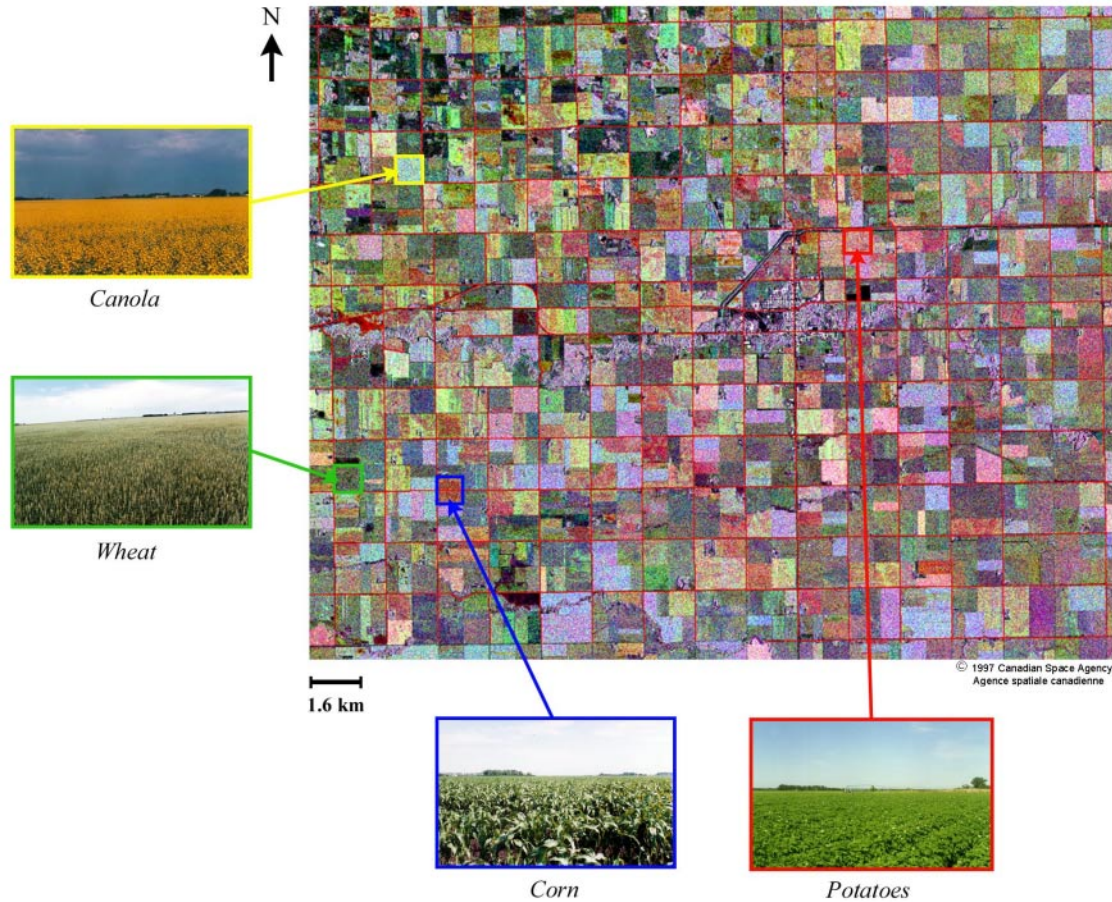 N
Canola
Wheat
© 1997 Canadian Space Agency
Agence spatiale canadienne
1.6 km
Corn
Potatoes